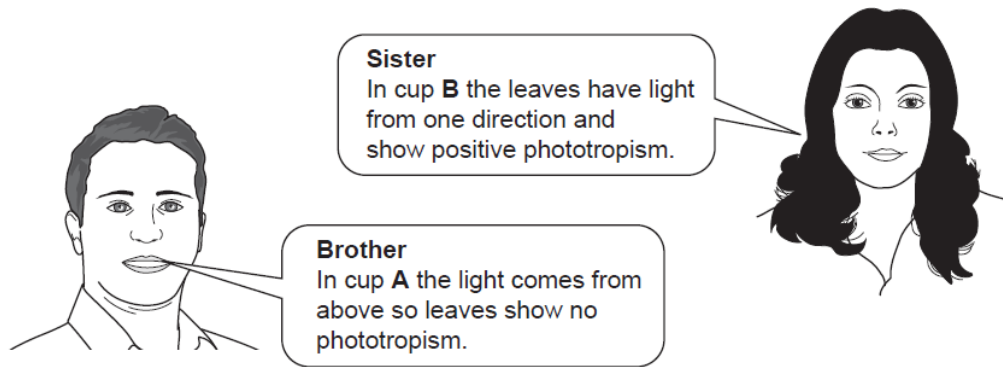 Sister
In cup B the leaves have light
from one direction and
show positive phototropism.
Brother
In cup A the light comes from
above so leaves show no
phototropism.